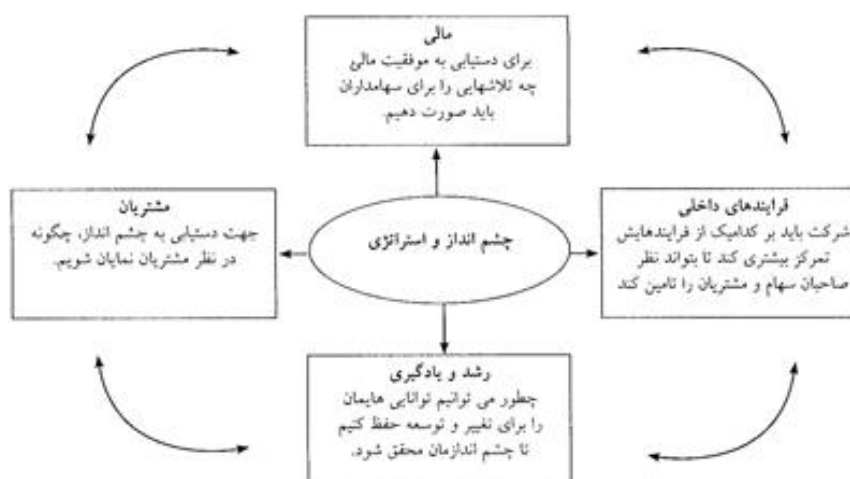 مالی
برای دستیابی به موفقیت مالی
چه تلاشهایی را برای سهامداران
باید صورت دهیم.
فرایندهای داخلی
شرکت باید بر کدامیک از فرایندهایش
تمرکز بیشتری کند تا بتواند نظر
صاحبان سهام و مشتریان را تامین کند
چشم انداز و استراتژی
مشتریان
جهت دستیابی به چشم انداز، چگونه
در نظر مشتریان نمایان شویم.
رشد و یادگیری
چطور می توانیم توانایی هایمان
را برای تغییر و توسعه حفظ کنیم
تا چشم اندازمان محقق شود.